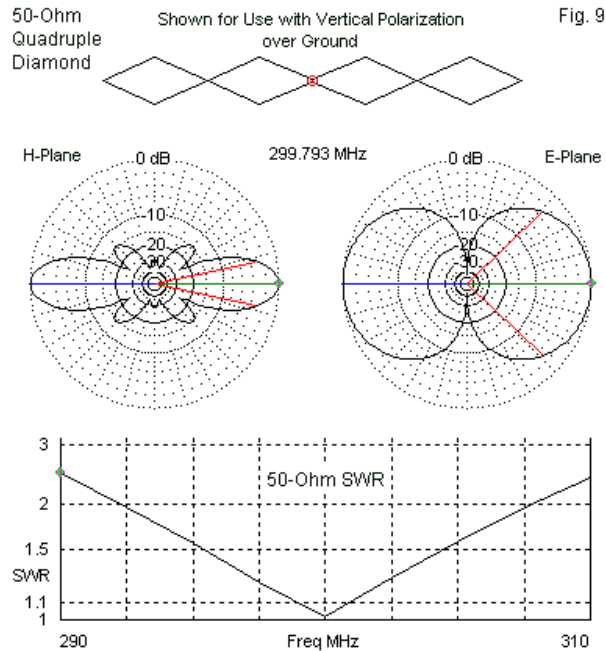 50-Ohm
Quadruple
Diamond
Shown for Use with Vertical Polarization
over Ground
Fig. 9
H-Plane
0 dB
299.793 MHz
0 dB
E-Plane
-10
-10
20
20
30
30
3
50-Ohm SWR
2
1.5
SWR
1.1
1
290
Freq MHz
310